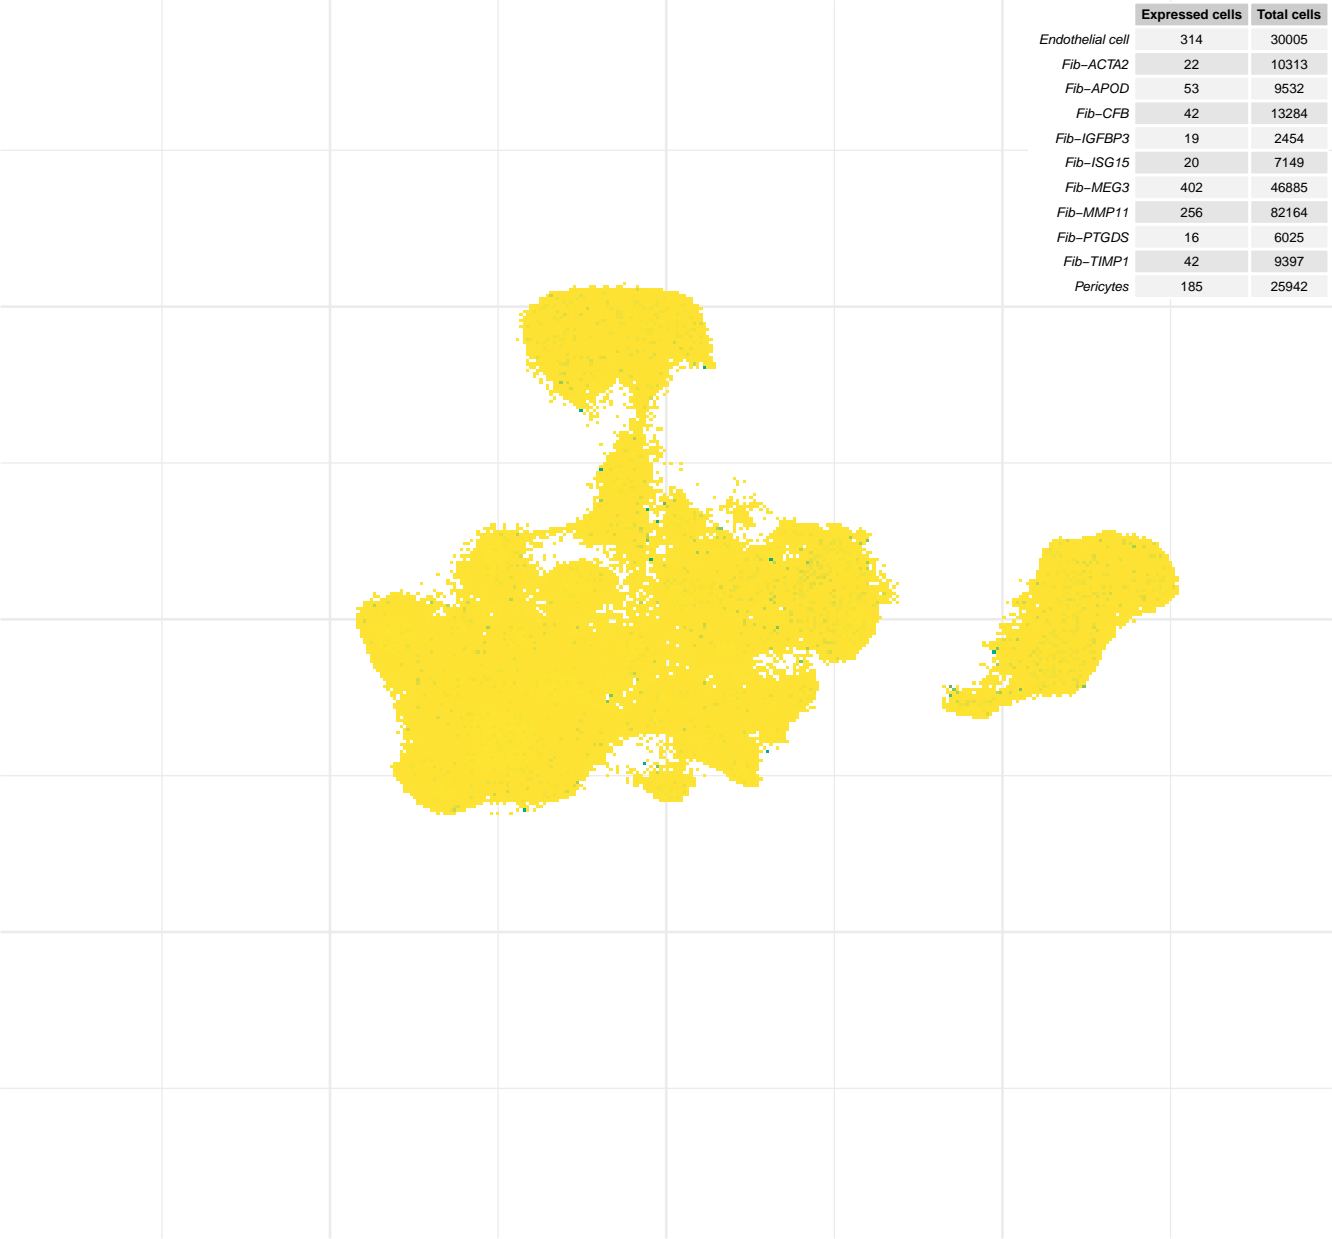 Expressed cells Total cells
Endothelial cell 314 30005
Fib−ACTA2 22 10313
Fib−APOD 53 9532
Fib−CFB 42 13284
Fib−IGFBP3 19 2454
Fib−ISG15 20 7149
Fib−MEG3 402 46885
Fib−MMP11 256 82164
Fib−PTGDS 16 6025
Fib−TIMP1 42 9397
Pericytes 185 25942